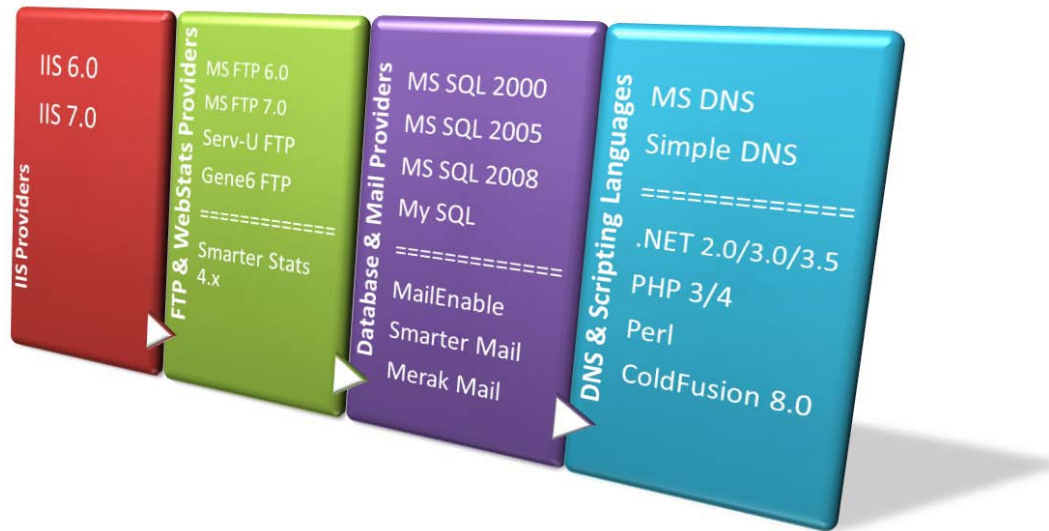 IIS Providers
IIS 6.0
IIS 7.0
FTP & WebStats Providers
MS FTP 6.0
MS FTP 7.0
Serv-U FTP
Gene6 FTP
=============
Smarter Stats
4.x
Database & Mail Providers
MS SQL 2000
MS SQL 2005
MS SQL 2008
My SQL
=============
MailEnable
Smarter Mail
Merak Mail
DNS & Scripting Languages
MS DNS
Simple DNS
=============
.NET 2.0/3.0/3.5
PHP 3/4
Perl
ColdFusion 8.0